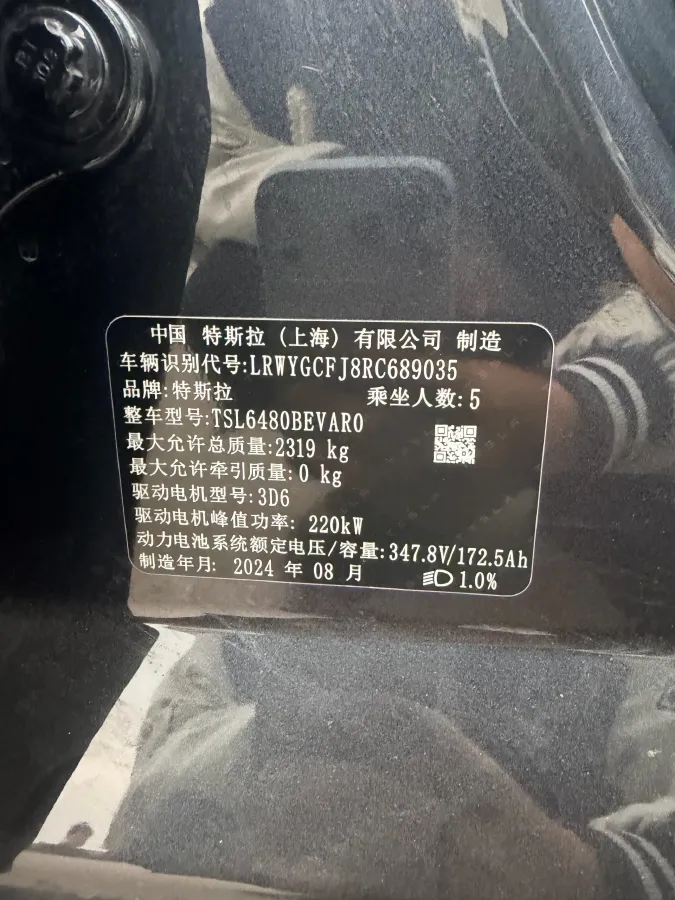 中国 特斯拉（上海）有限公司 制造
车辆识别代号:LRWYGCFJ8RC689035
品牌:特斯拉 乘坐人数:5
整车型号:TSL6480BEVAR0
最大允许总质量:2319 kg
最大允许牵引质量:0 kg
驱动电机型号:3D6
驱动电机峰值功率: 220kW
动力电池系统额定电压/容量:347.8V/172.5Ah
制造年月: 2024 年 08 月 1.0%